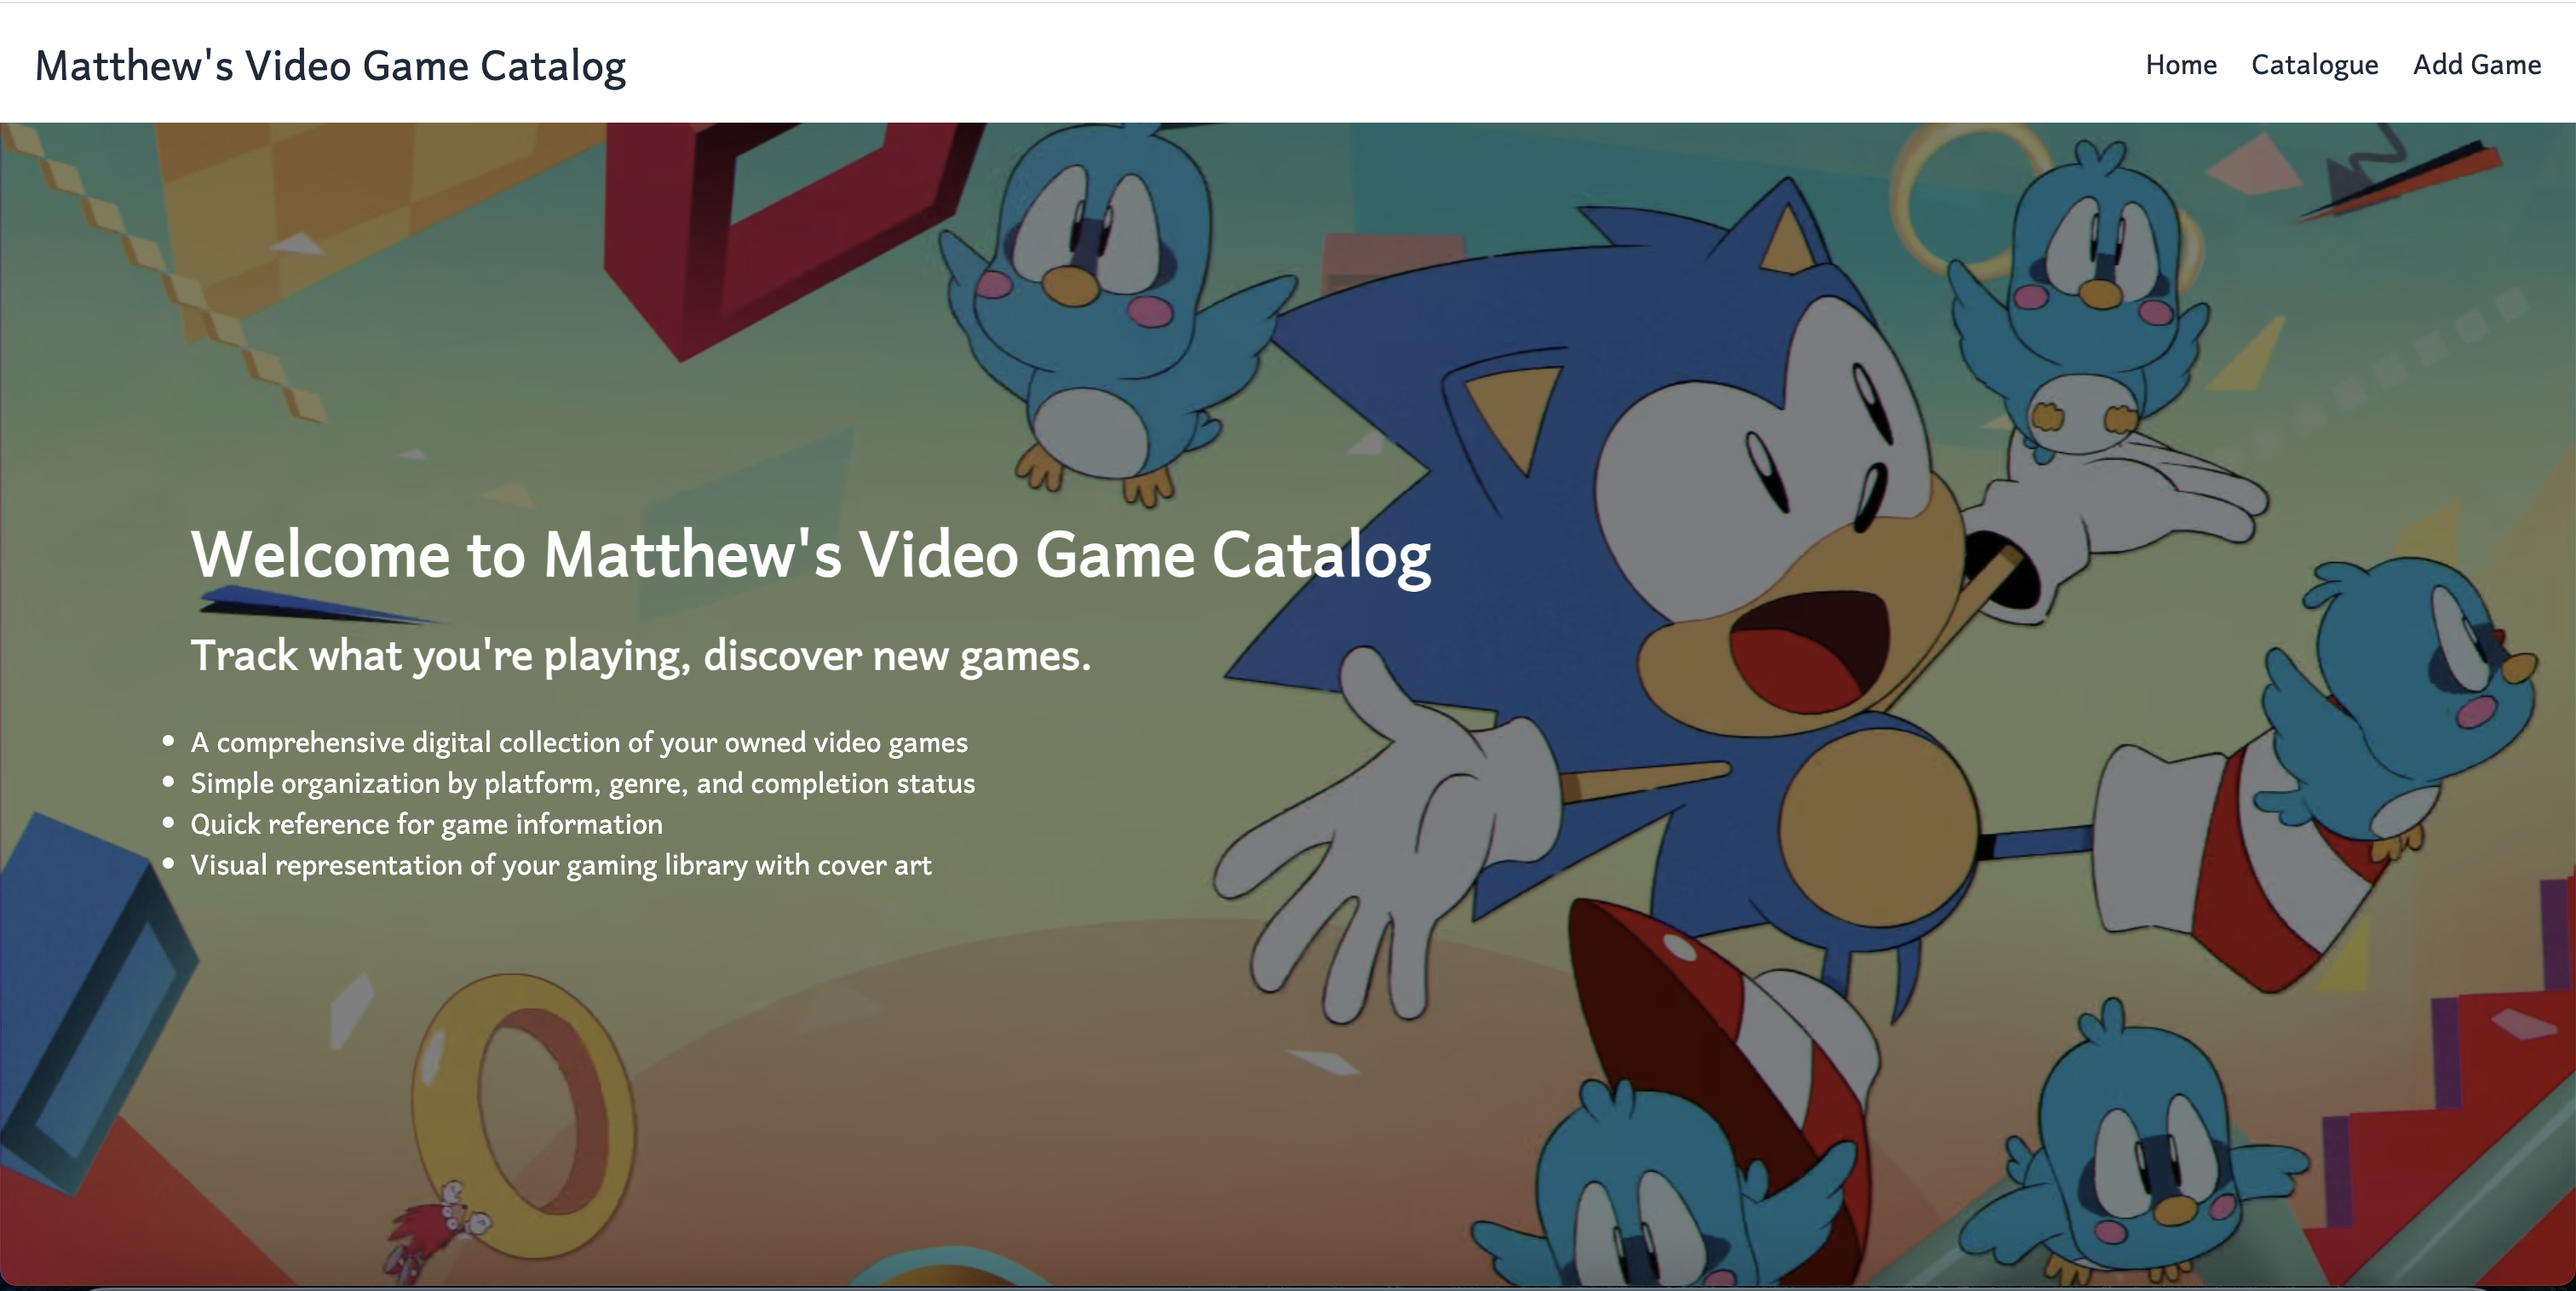 Matthew's Video Game Catalog
Home Catalogue Add Game
Welcome to Matthew's Video Game Catalog
Track what you're playing, discover new games.
• A comprehensive digital collection of your owned video games
• Simple organization by platform, genre, and completion status
• Quick reference for game information
• Visual representation of your gaming library with cover art